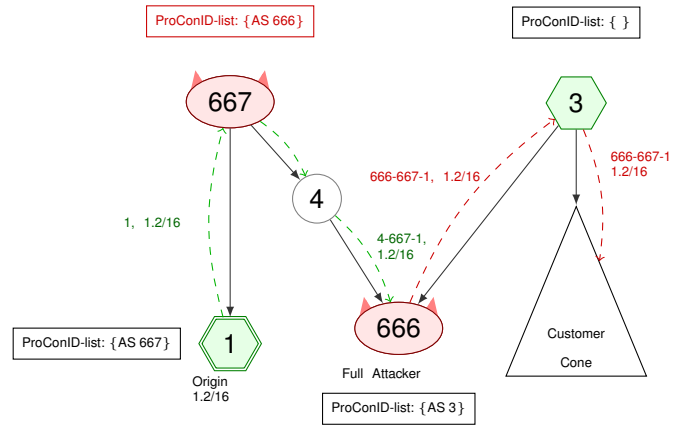 ProConID-list: {AS 666}
ProConID-list: { }
667
3
666-667-1
1.2/16
666-667-1, 1.2/16
4
1, 1.2/16
4-667-1,
1.2/16
666
1
ProConID-list: {AS 667}
Customer
Cone
Full Attacker
Origin
1.2/16
ProConID-list: {AS 3}